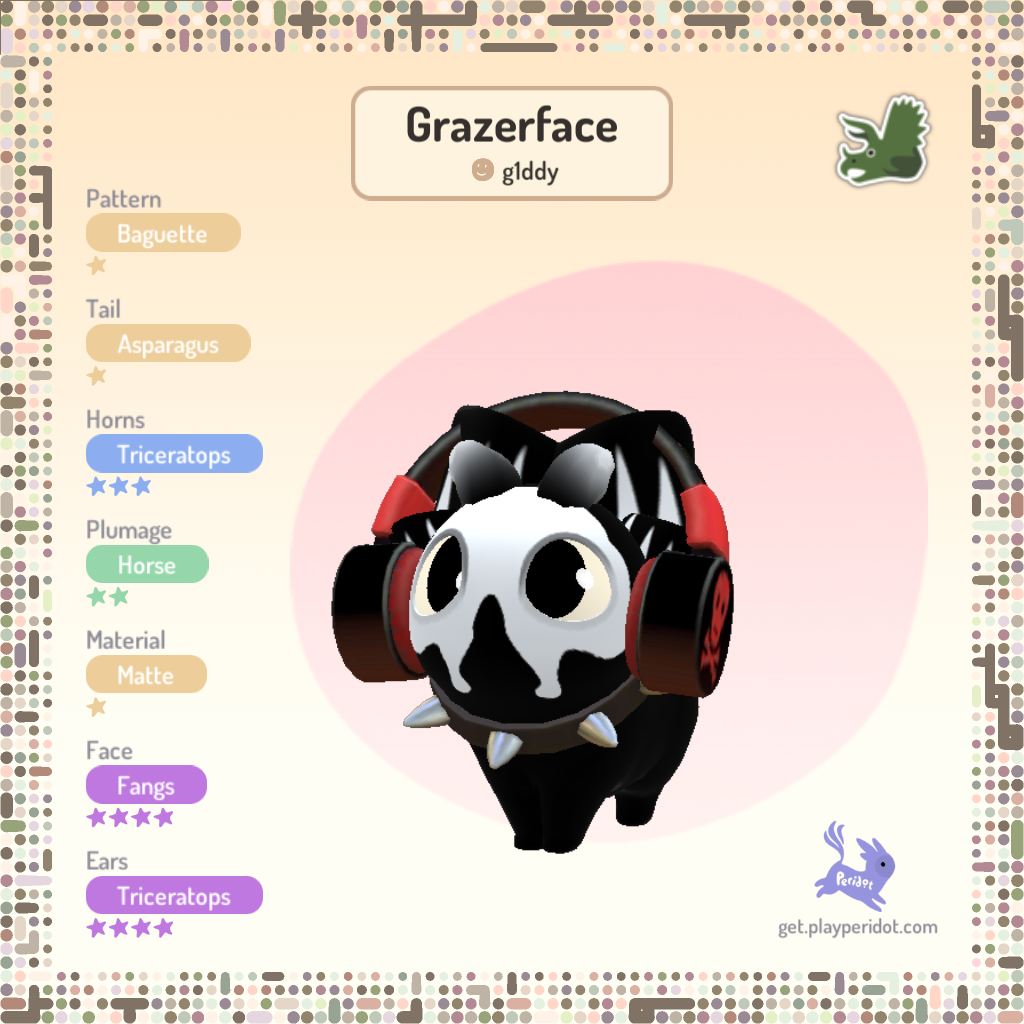 Grazerface
g1ddy
Pattern
Baguette
Tail
Asparagus
Horns
Triceratops
Plumage
Horse
Material
Matte
Face
Fangs
Ears
Triceratops
Peridot
get.playperidot.com